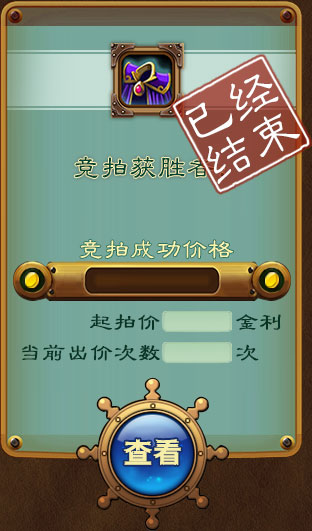 已经
结束
竞拍获胜者
竞拍成功价格
起拍价 金利
当前出价次数 次
查看